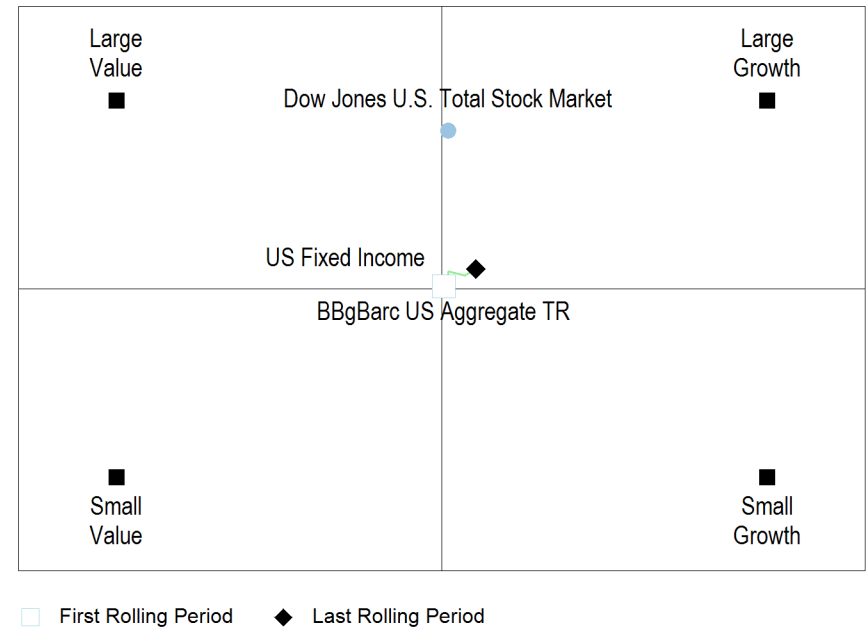 Large
Value
Large
Growth
Dow Jones U.S. Total Stock Market
US Fixed Income
BBgBarc US Aggregate TR
Small
Value
Small
Growth
First Rolling Period
Last Rolling Period